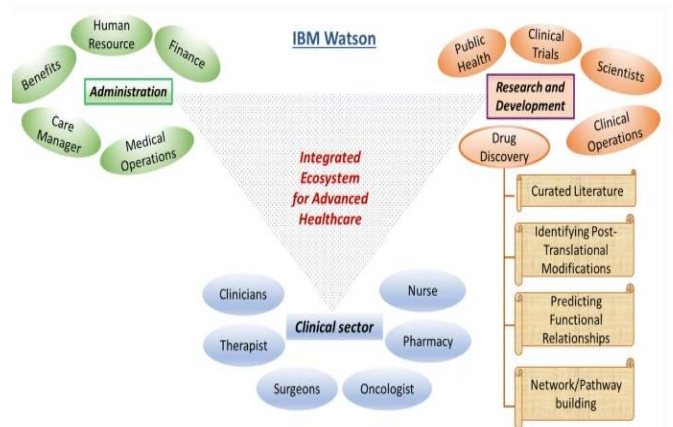 IBM Watson
Human
Resource
Finance
Benefits
Administration
Care
Manager
Medical
Operations
Public
Health
Clinical
Trials
Scientists
Research and
Development
Clinical
Operations
Drug
Discovery
Curated Literature
Identifying Post-
Translational
Modifications
Predicting
Functional
Relationships
Network/Pathway
building
Integrated
Ecosystem
for Advanced
Healthcare
Clinicians
Nurse
Clinical sector
Therapist
Pharmacy
Surgeons
Oncologist